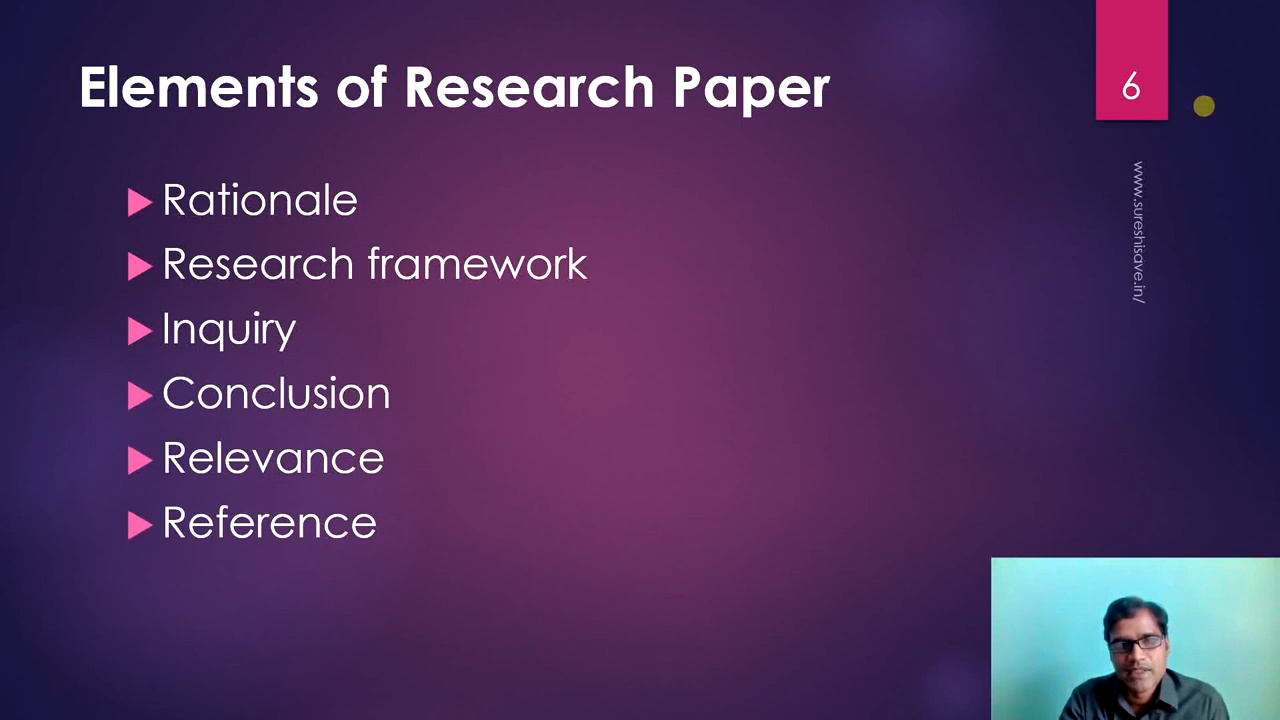 Elements of Research Paper
6
www.sureshisave.in/
Rationale
Research framework
Inquiry
Conclusion
Relevance
Reference